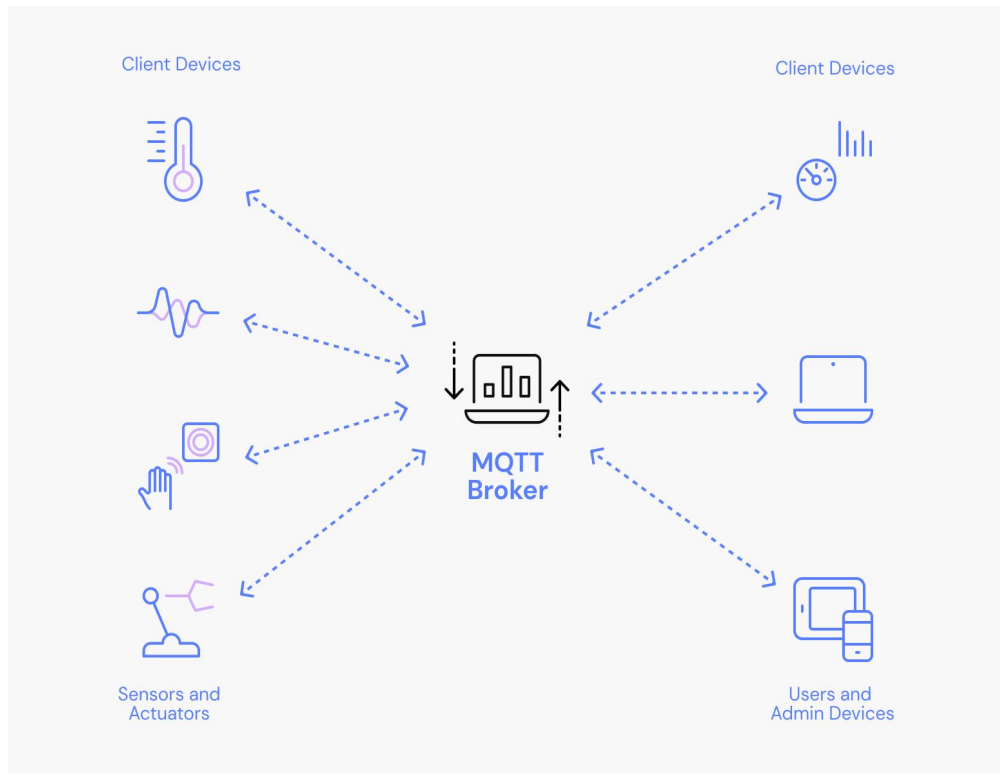 Client Devices
Client Devices
MQTT
Broker
Sensors and
Actuators
Users and
Admin Devices